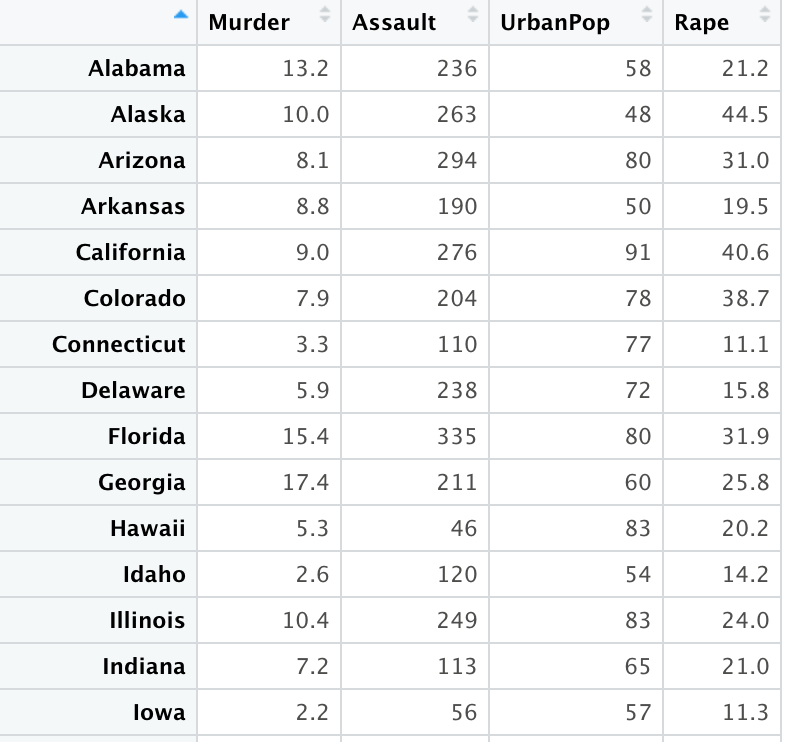 Murder Assault UrbanPop Rape
Alabama 13.2 236 58 21.2
Alaska 10.0 263 48 44.5
Arizona 8.1 294 80 31.0
Arkansas 8.8 190 50 19.5
California 9.0 276 91 40.6
Colorado 7.9 204 78 38.7
Connecticut 3.3 110 77 11.1
Delaware 5.9 238 72 15.8
Florida 15.4 335 80 31.9
Georgia 17.4 211 60 25.8
Hawaii 5.3 46 83 20.2
Idaho 2.6 120 54 14.2
Illinois 10.4 249 83 24.0
Indiana 7.2 113 65 21.0
Iowa 2.2 56 57 11.3